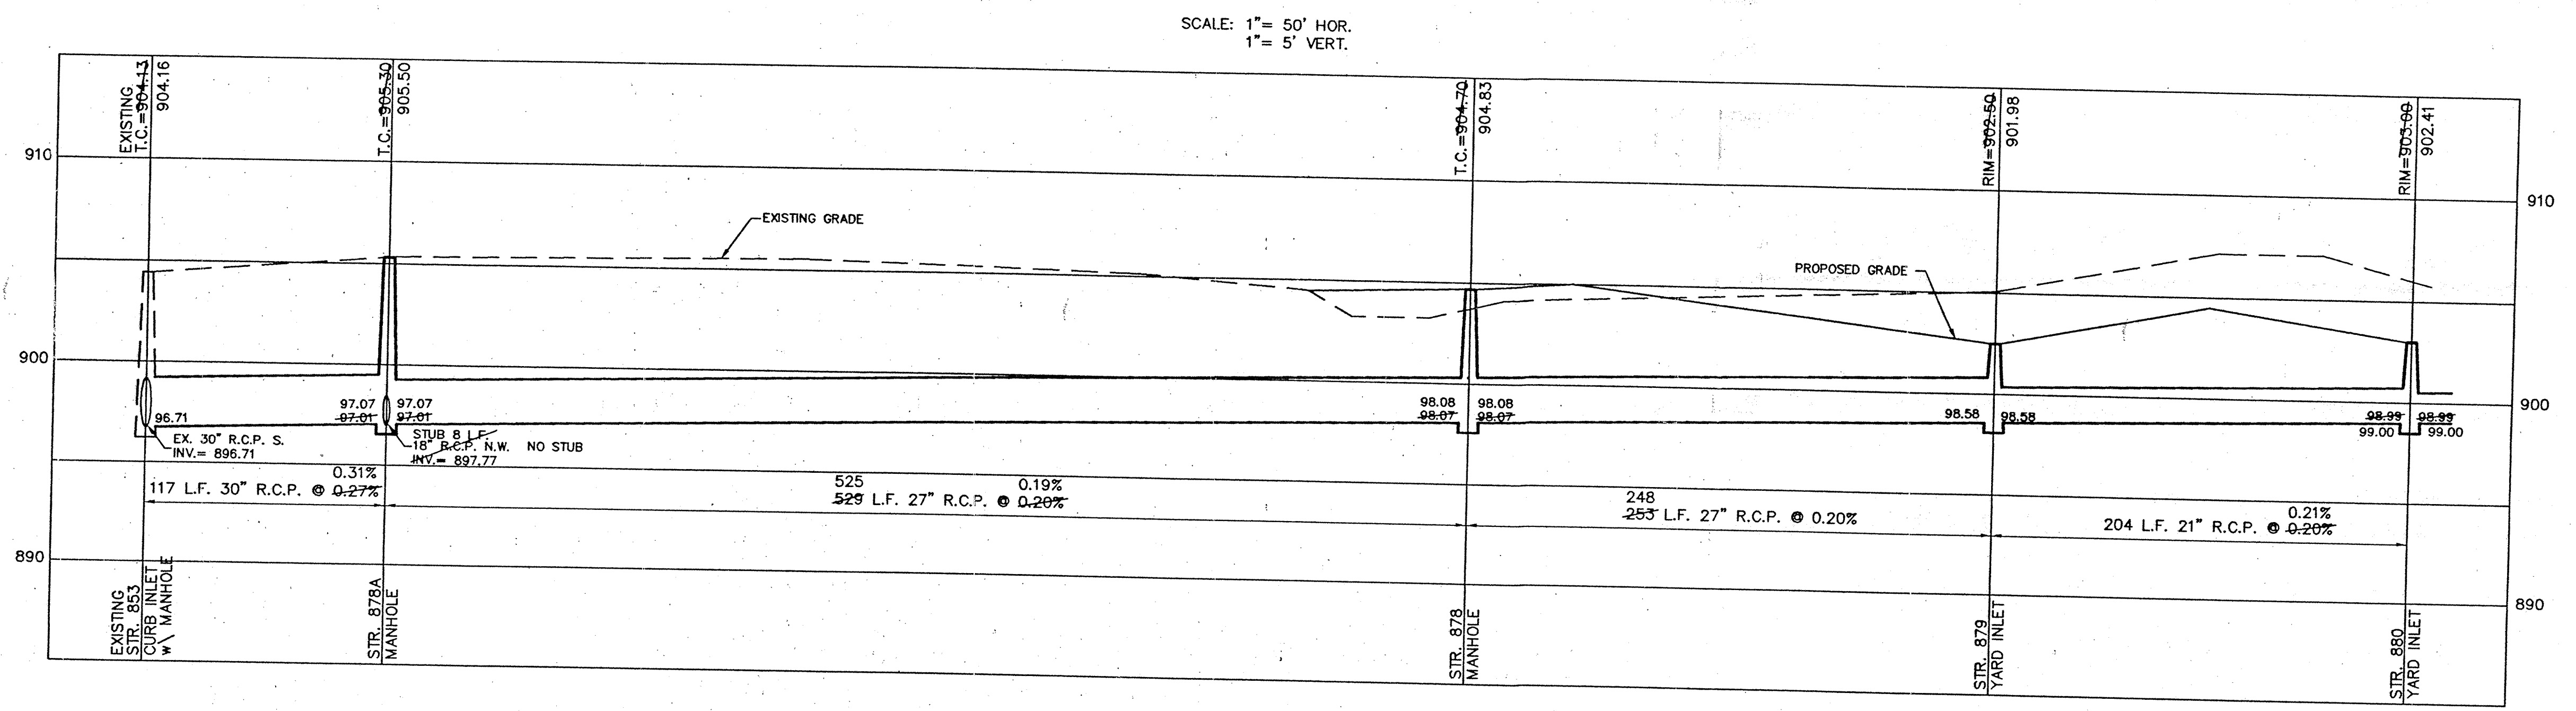 SCALE: 1"= 50' HOR.
1"= 5' VERT.
EXISTING
T.C.=904.13
904.16
T.C.=905.30
905.50
T.C.=904.70
904.83
RIM=902.50
901.98
RIM=903.00
902.41
910
910
EXISTING GRADE
PROPOSED GRADE
900
900
96.71
EX. 30" R.C.P. S.
INV.= 896.71
97.07
97.01
97.07
97.01
STUB 8 L.F.
18" R.C.P. N.W. NO STUB
INV.= 897.77
98.08
98.07
98.08
98.07
98.58
98.58
98.99
99.00
98.99
99.00
0.31%
117 L.F. 30" R.C.P. @ 0.27%
525
0.19%
529 L.F. 27" R.C.P. @ 0.20%
248
253 L.F. 27" R.C.P. @ 0.20%
0.21%
204 L.F. 21" R.C.P. @ 0.20%
890
890
EXISTING
STR. 853
CURB INLET
w\ MANHOLE
STR. 878A
MANHOLE
STR. 878
MANHOLE
STR. 879
YARD INLET
STR. 880
YARD INLET